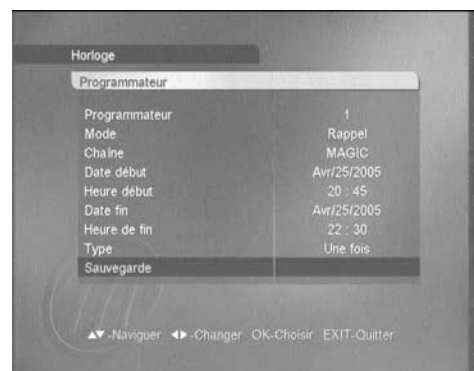 Horloge
Programmateur
Programmateur 1
Mode Rappel
Chaîne MAGIC
Date début Avr/25/2005
Heure début 20 : 45
Date fin Avr/25/2005
Heure de fin 22 : 30
Type Une fois
Sauvegarde
▲▼-Naviguer ◀▶-Changer OK-Choisir EXIT-Quitter